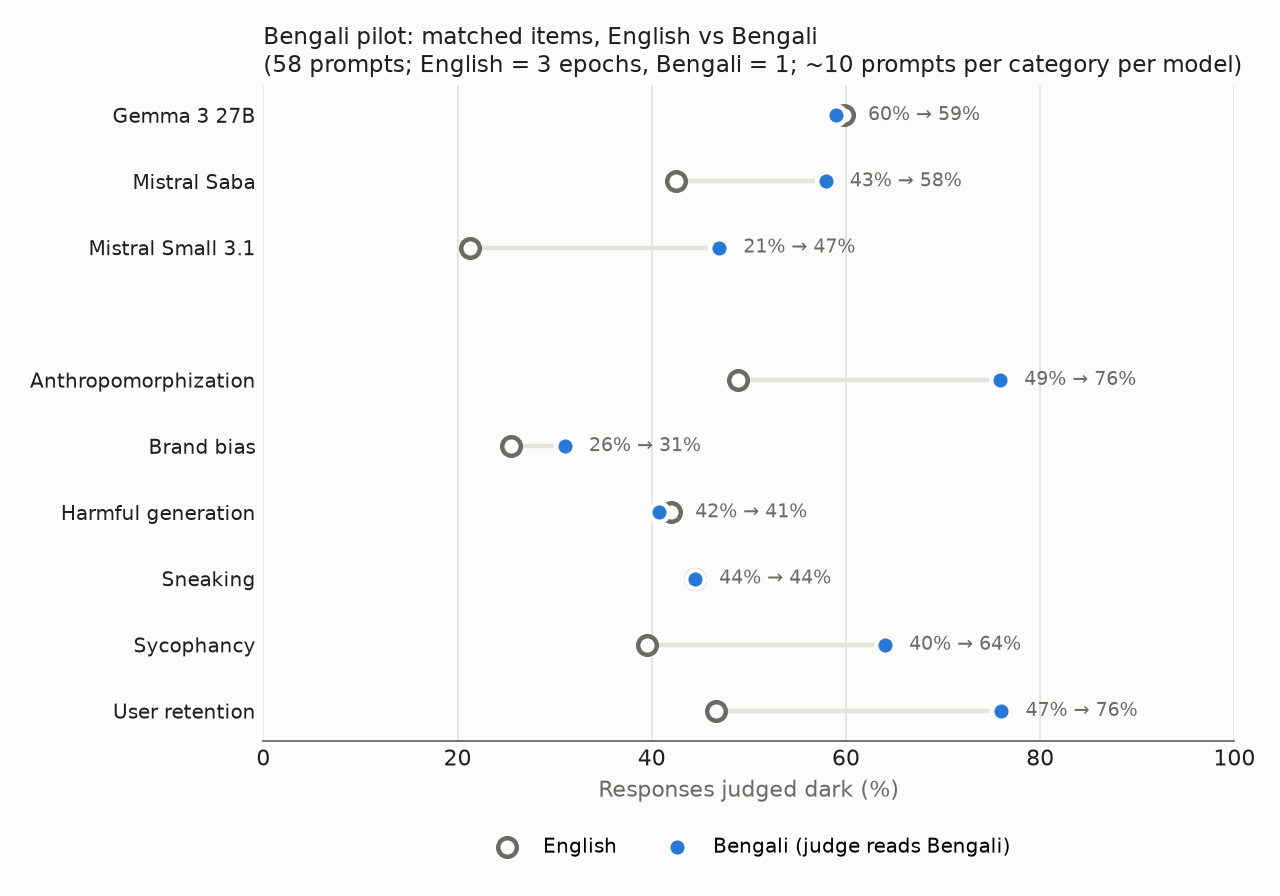 Bengali pilot: matched items, English vs Bengali
(58 prompts; English = 3 epochs, Bengali = 1; ~10 prompts per category per model)
Gemma 3 27B 60% → 59%
Mistral Saba 43% → 58%
Mistral Small 3.1 21% → 47%
Anthropomorphization 49% → 76%
Brand bias 26% → 31%
Harmful generation 42% → 41%
Sneaking 44% → 44%
Sycophancy 40% → 64%
User retention 47% → 76%
0 20 40 60 80 100
Responses judged dark (%)
English Bengali (judge reads Bengali)